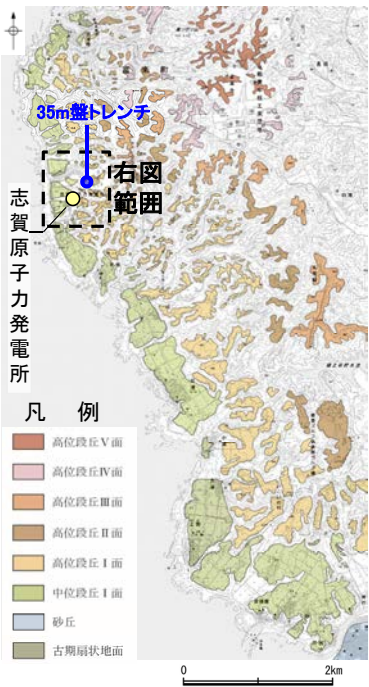 35m盤トレンチ
右図
範囲
志賀原子力発電所
凡 例
高位段丘Ⅴ面
高位段丘Ⅳ面
高位段丘Ⅲ面
高位段丘Ⅱ面
高位段丘Ⅰ面
中位段丘Ⅰ面
砂丘
古期扇状地面
0 2km